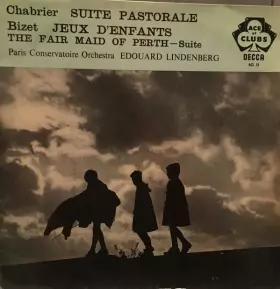 Chabrier SUITE PASTORALE
Bizet JEUX D'ENFANTS
THE FAIR MAID OF PERTH—Suite
Paris Conservatoire Orchestra EDOUARD LINDENBERG
ACE
OF
CLUBS
DECCA